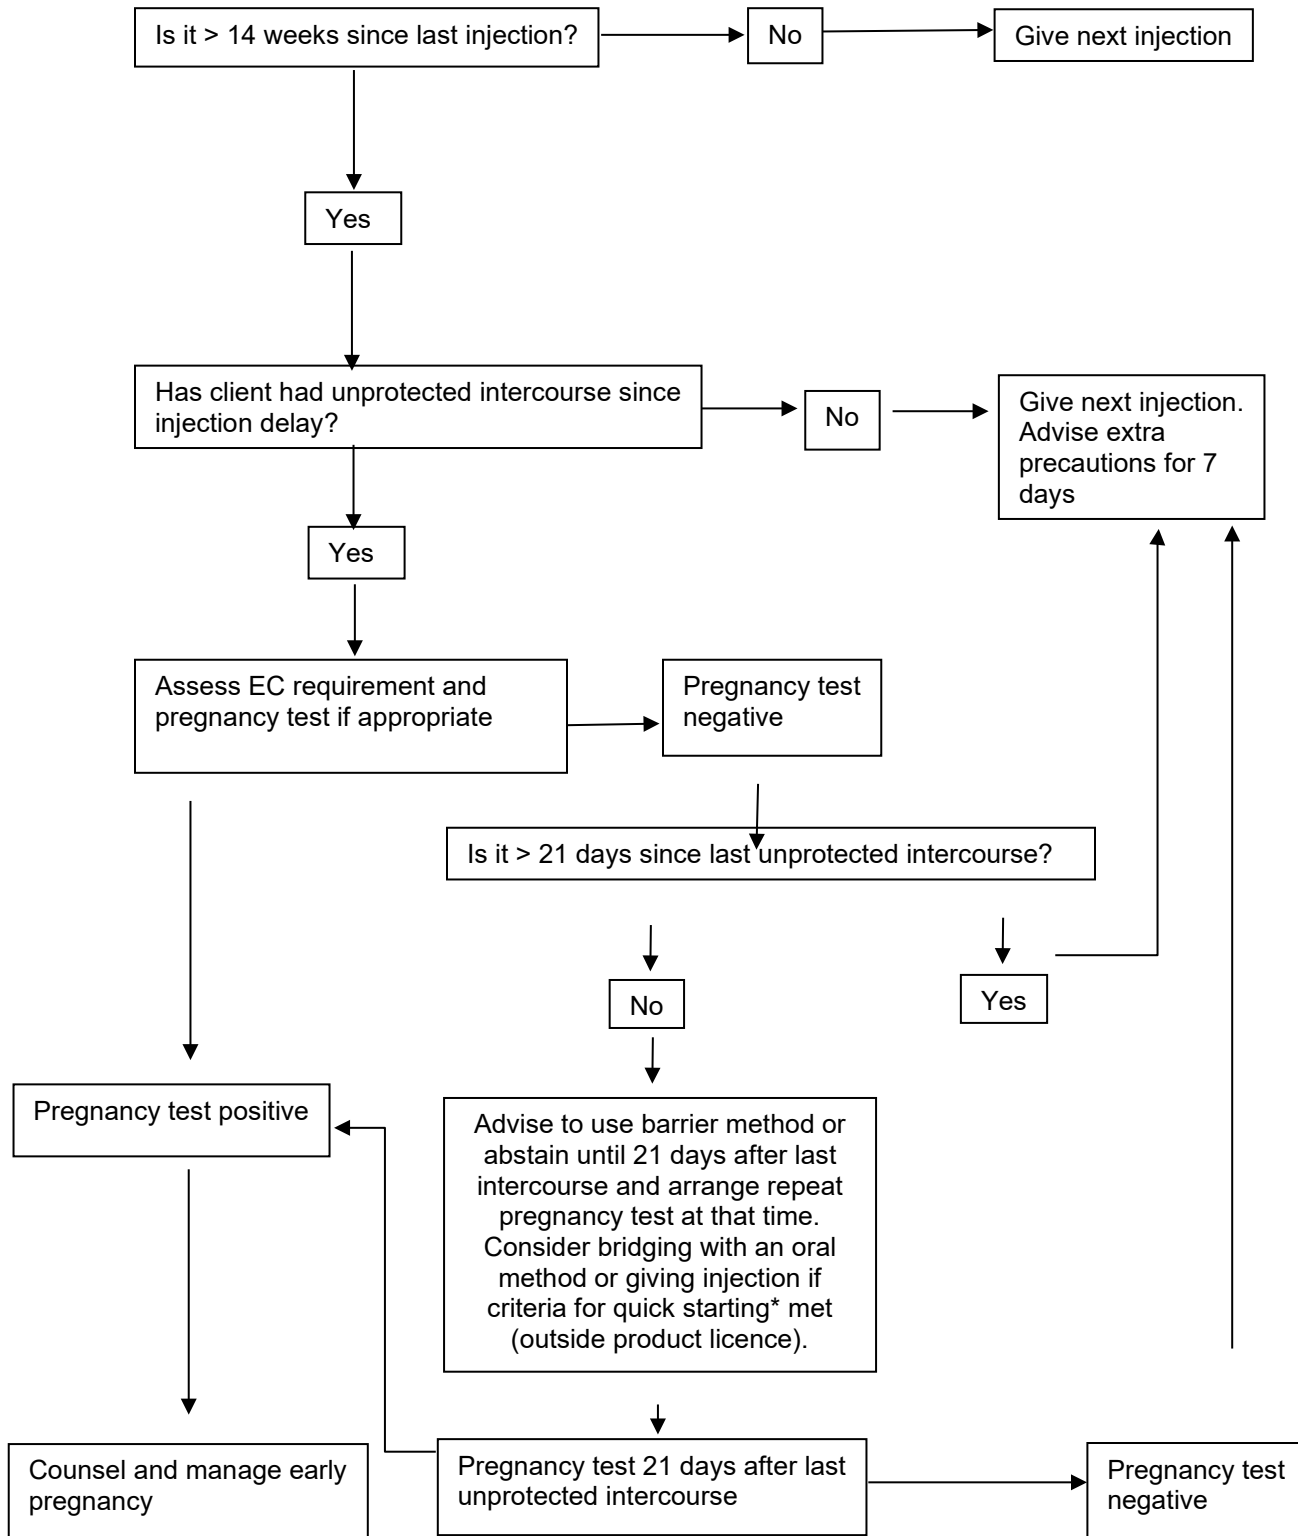 Is it > 14 weeks since last injection?
No
Give next injection
Yes
Has client had unprotected intercourse since
injection delay?
No
Give next injection.
Advise extra
precautions for 7
days
Yes
Assess EC requirement and
pregnancy test if appropriate
Pregnancy test
negative
Is it > 21 days since last unprotected intercourse?
No
Yes
Pregnancy test positive
Advise to use barrier method or
abstain until 21 days after last
intercourse and arrange repeat
pregnancy test at that time.
Consider bridging with an oral
method or giving injection if
criteria for quick starting* met
(outside product licence).
Counsel and manage early
pregnancy
Pregnancy test 21 days after last
unprotected intercourse
Pregnancy test
negative